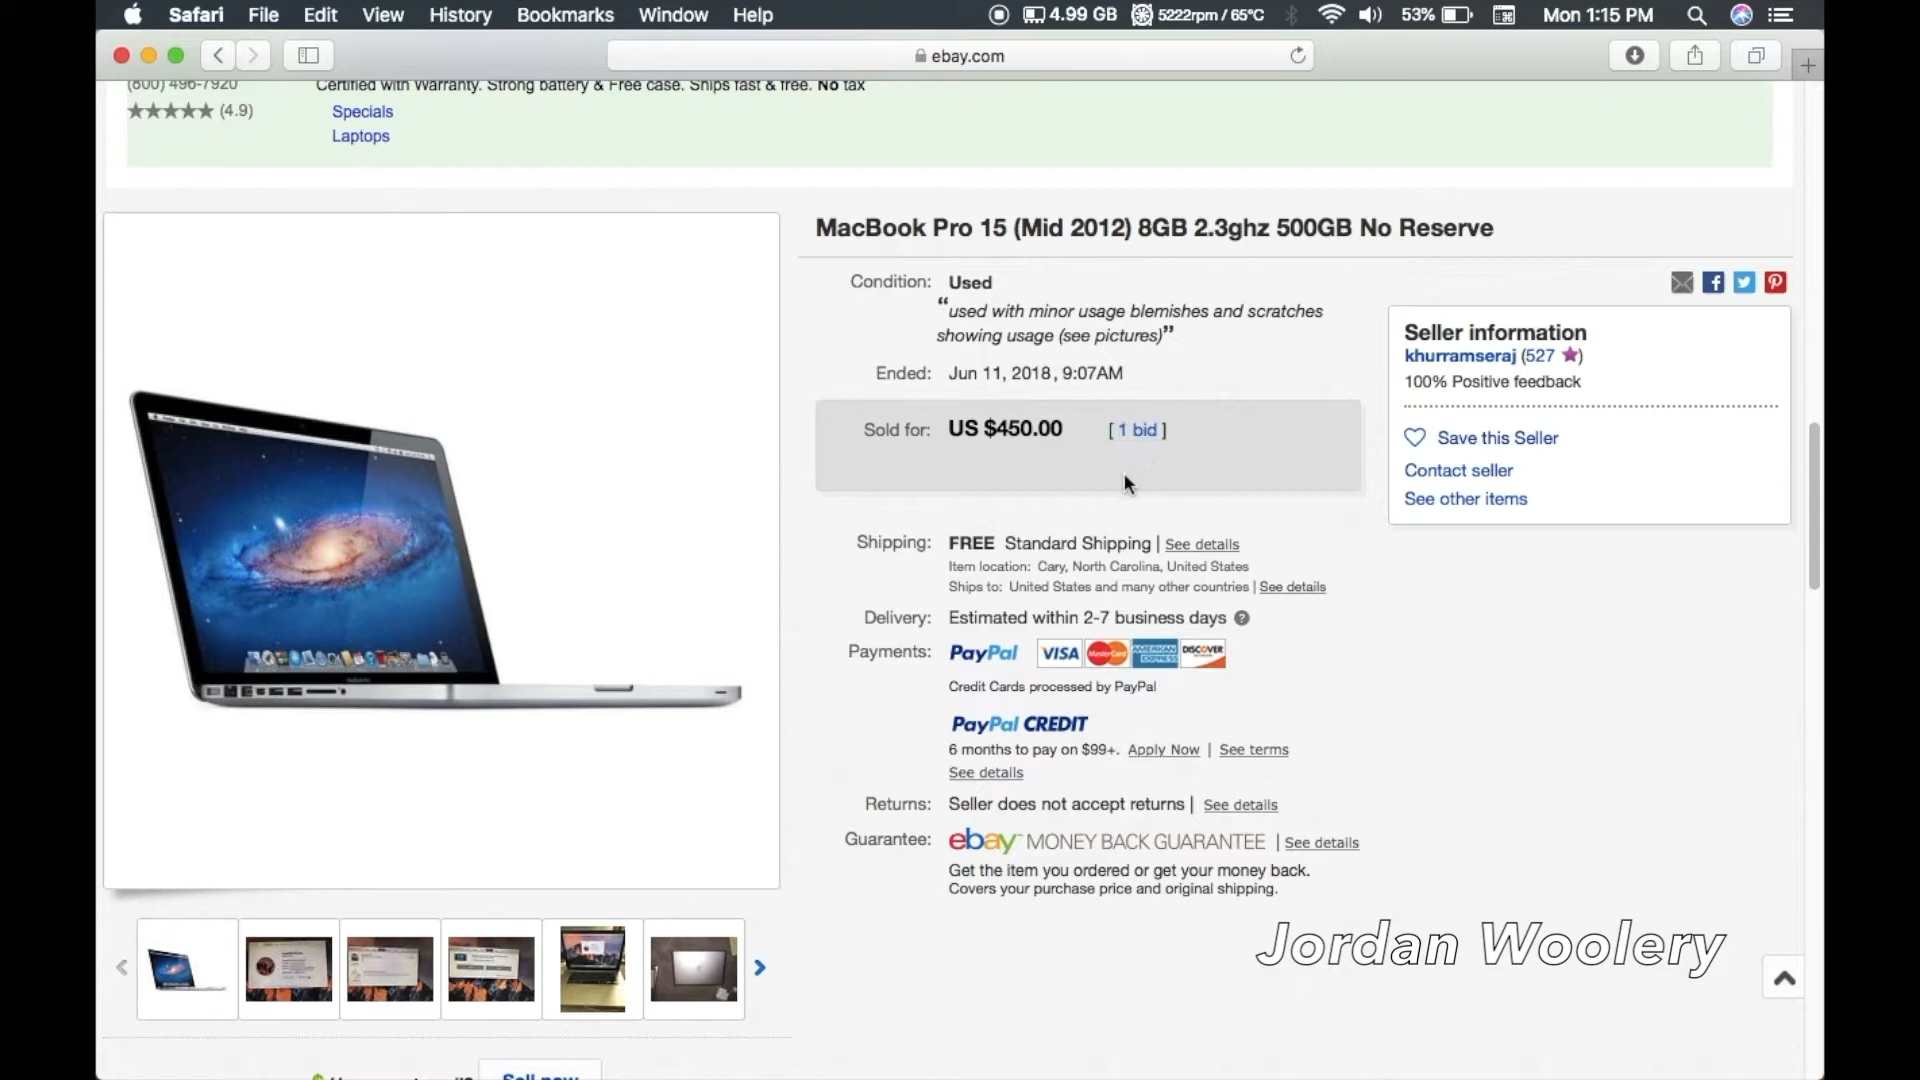 Safari File Edit View History Bookmarks Window Help 4.99 GB 5222rpm / 65°C 53% Mon 1:15 PM
ebay.com
(800) 496-7920 Certified with Warranty. Strong battery & Free case. Ships fast & free. No tax
(4.9) Specials
Laptops
MacBook Pro 15 (Mid 2012) 8GB 2.3ghz 500GB No Reserve
Condition: Used
“used with minor usage blemishes and scratches
showing usage (see pictures)”
Ended: Jun 11, 2018, 9:07AM
Sold for: US $450.00 [ 1 bid ]
Seller information
khurramseraj (527 )
100% Positive feedback
Save this Seller
Contact seller
See other items
Shipping: FREE Standard Shipping | See details
Item location: Cary, North Carolina, United States
Ships to: United States and many other countries | See details
Delivery: Estimated within 2-7 business days ?
Payments: PayPal VISA MasterCard AMERICAN EXPRESS DISCOVER
Credit Cards processed by PayPal
PayPal CREDIT
6 months to pay on $99+. Apply Now | See terms
See details
Returns: Seller does not accept returns | See details
Guarantee: ebay™ MONEY BACK GUARANTEE | See details
Get the item you ordered or get your money back.
Covers your purchase price and original shipping.
Jordan Woolery
Sell now